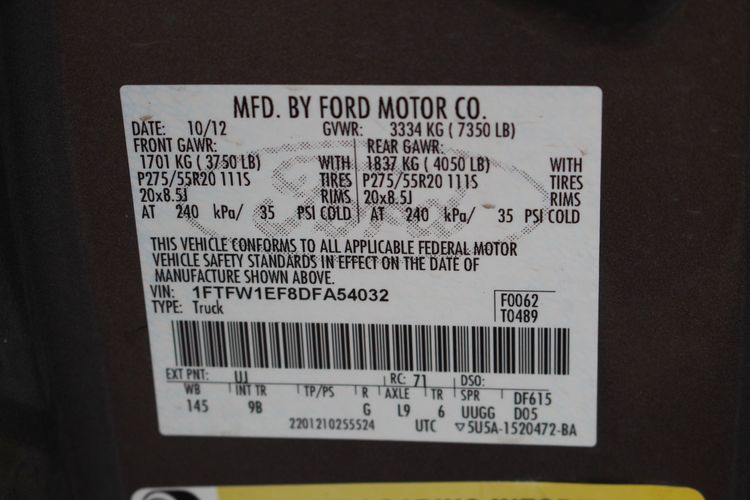 MFD. BY FORD MOTOR CO.
DATE: 10/12 GVWR: 3334 KG ( 7350 LB)
FRONT GAWR: REAR GAWR:
1701 KG ( 3750 LB) WITH 1837 KG ( 4050 LB) WITH
P275/55R20 111S TIRES P275/55R20 111S TIRES
20x8.5J RIMS 20x8.5J RIMS
AT 240 kPa/ 35 PSI COLD AT 240 kPa/ 35 PSI COLD
Ford
THIS VEHICLE CONFORMS TO ALL APPLICABLE FEDERAL MOTOR
VEHICLE SAFETY STANDARDS IN EFFECT ON THE DATE OF
MANUFACTURE SHOWN ABOVE.
VIN: 1FTFW1EF8DFA54032 F0062
TYPE: Truck T0489
EXT PNT: UJ RC: 71 DSO:
WB INT TR TP/PS R AXLE TR SPR DF615
145 9B G L9 6 UUGG D05
2201210255524 UTC ▽5U5A-1520472-BA